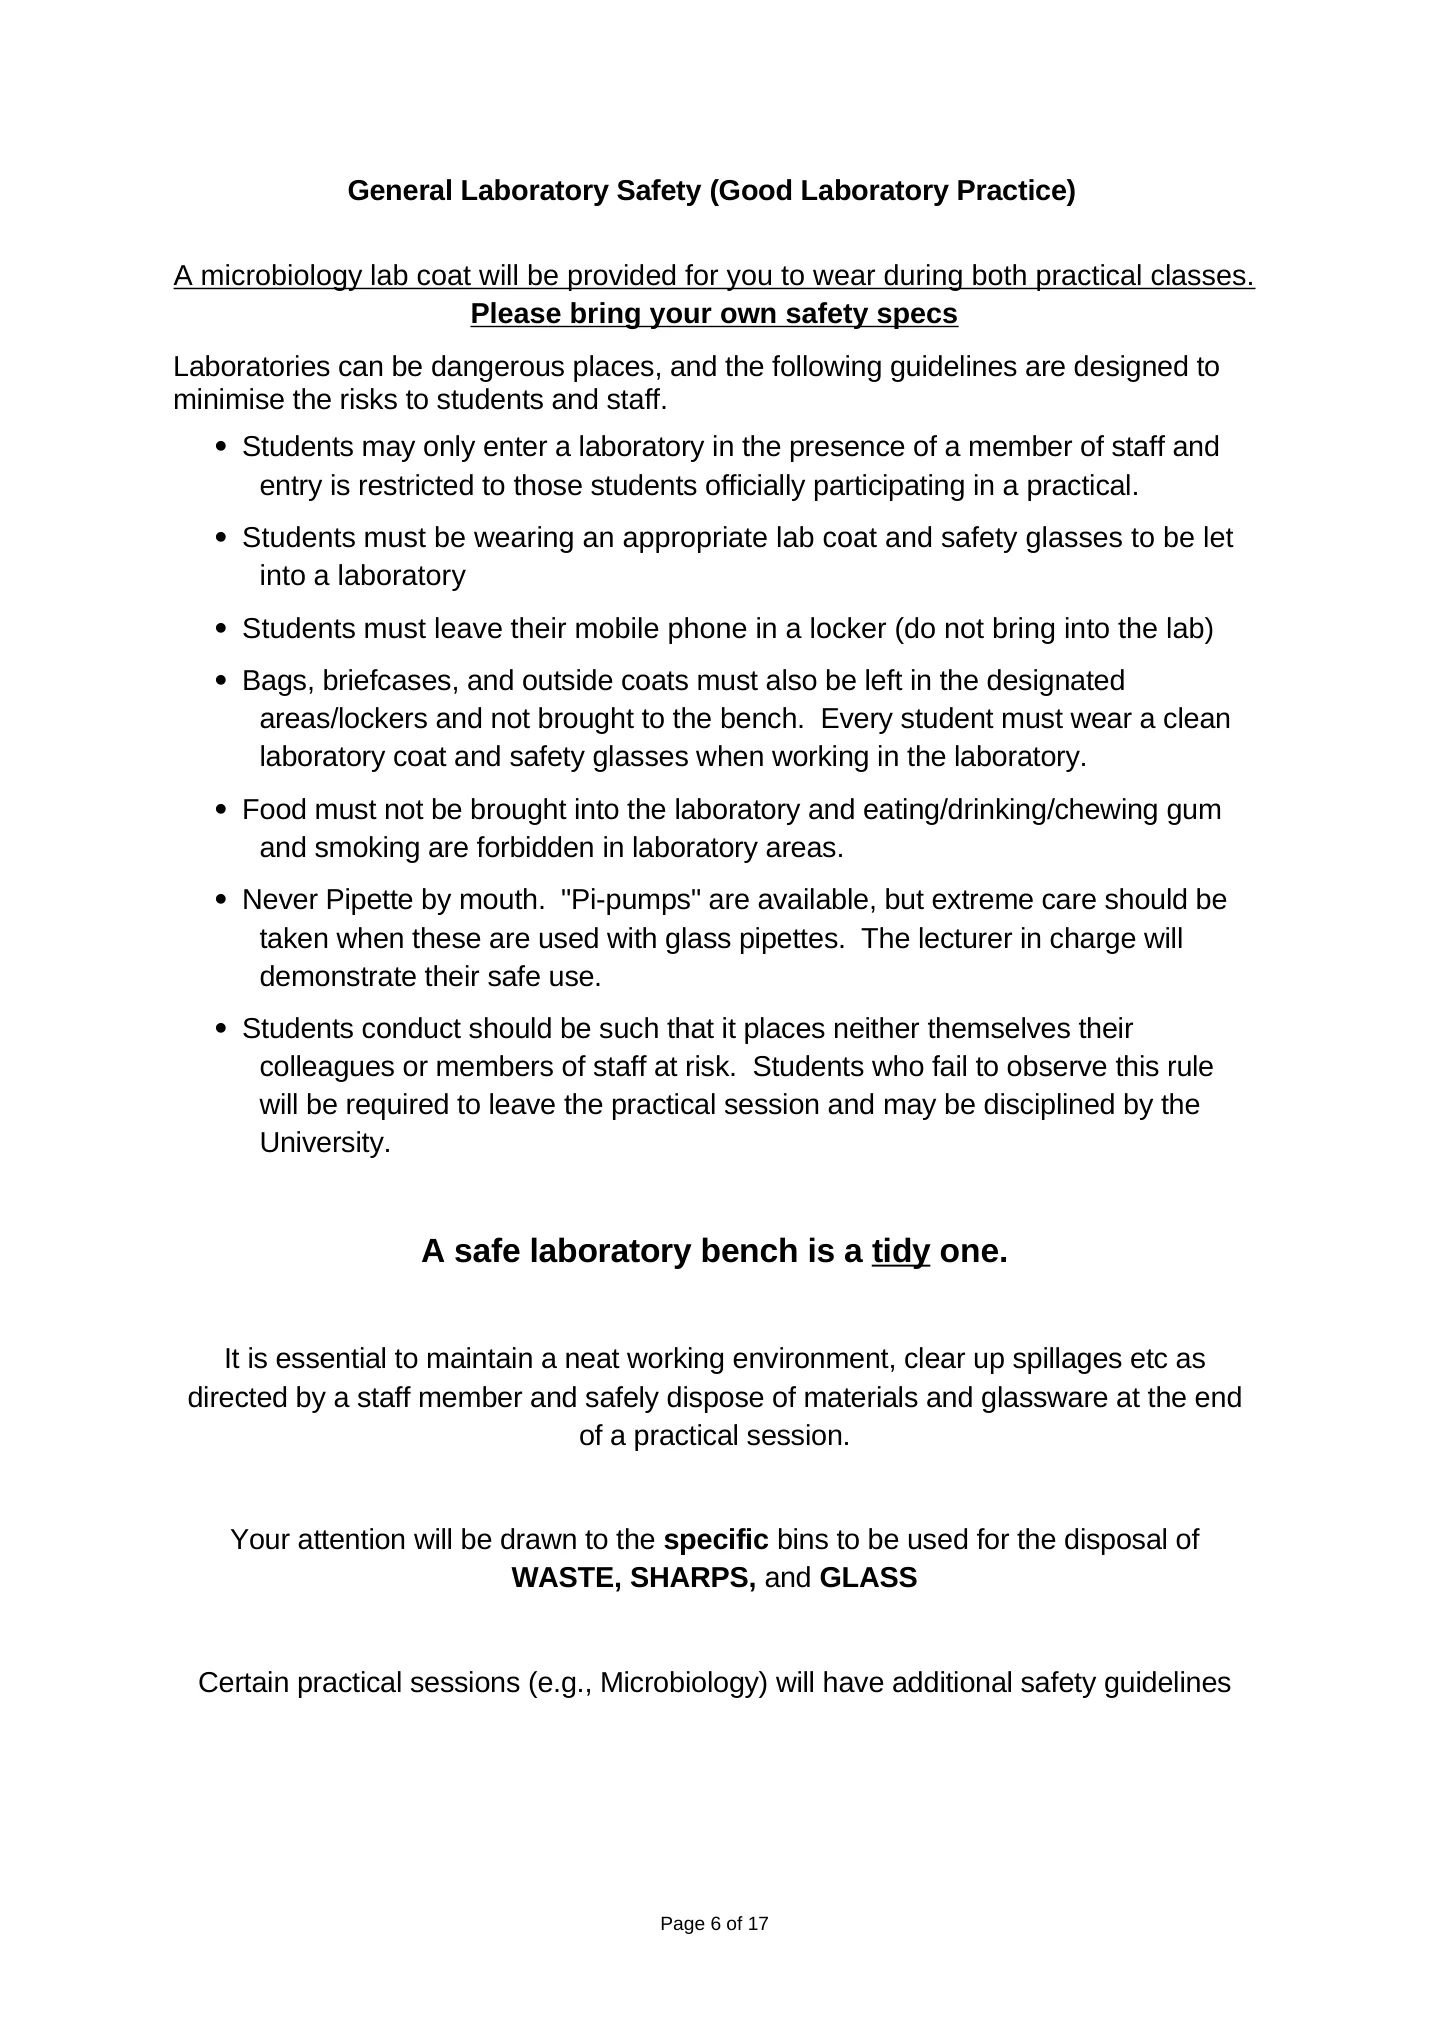 General Laboratory Safety (Good Laboratory Practice)
A microbiology lab coat will be provided for you to wear during both practical classes.
Please bring your own safety specs
Laboratories can be dangerous places, and the following guidelines are designed to
minimise the risks to students and staff.
• Students may only enter a laboratory in the presence of a member of staff and
entry is restricted to those students officially participating in a practical.
• Students must be wearing an appropriate lab coat and safety glasses to be let
into a laboratory
• Students must leave their mobile phone in a locker (do not bring into the lab)
• Bags, briefcases, and outside coats must also be left in the designated
areas/lockers and not brought to the bench.  Every student must wear a clean
laboratory coat and safety glasses when working in the laboratory.
• Food must not be brought into the laboratory and eating/drinking/chewing gum
and smoking are forbidden in laboratory areas.
• Never Pipette by mouth.  "Pi-pumps" are available, but extreme care should be
taken when these are used with glass pipettes.  The lecturer in charge will
demonstrate their safe use.
• Students conduct should be such that it places neither themselves their
colleagues or members of staff at risk.  Students who fail to observe this rule
will be required to leave the practical session and may be disciplined by the
University.
A safe laboratory bench is a tidy one.
It is essential to maintain a neat working environment, clear up spillages etc as
directed by a staff member and safely dispose of materials and glassware at the end
of a practical session.
Your attention will be drawn to the specific bins to be used for the disposal of
WASTE, SHARPS, and GLASS
Certain practical sessions (e.g., Microbiology) will have additional safety guidelines
Page 6 of 17